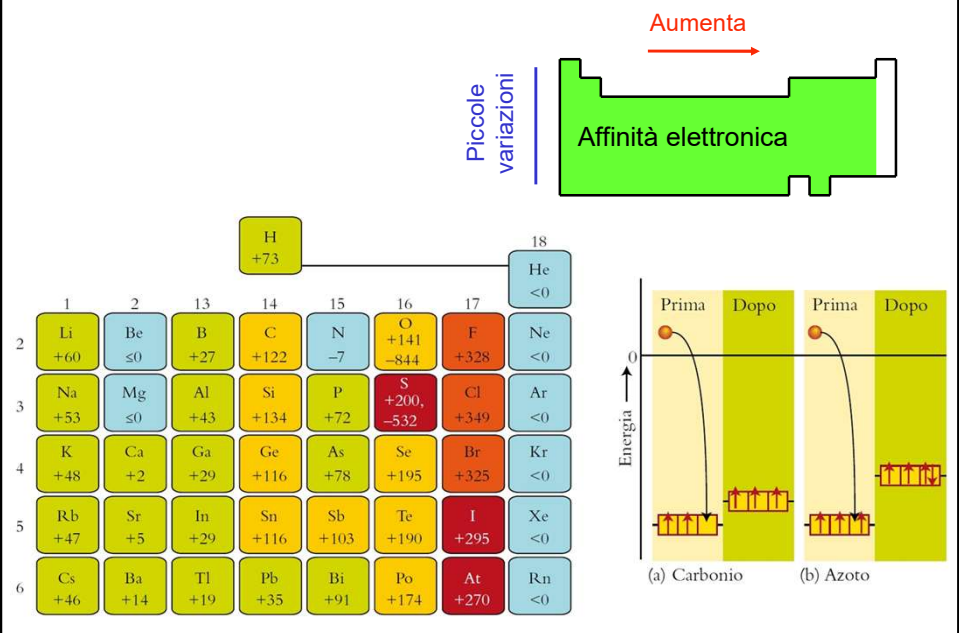 Aumenta
Piccole
variazioni
Affinità elettronica
H
+73
18
He
<0
1 2 13 14 15 16 17
2
Li Be B C N O F Ne
+60 ≤0 +27 +122 –7 +141 +328 <0
–844
3
Na Mg Al Si P S Cl Ar
+53 ≤0 +43 +134 +72 +200, +349 <0
–532
4
K Ca Ga Ge As Se Br Kr
+48 +2 +29 +116 +78 +195 +325 <0
5
Rb Sr In Sn Sb Te I Xe
+47 +5 +29 +116 +103 +190 +295 <0
6
Cs Ba Tl Pb Bi Po At Rn
+46 +14 +19 +35 +91 +174 +270 <0
Prima Dopo Prima Dopo
0
Energia
(a) Carbonio (b) Azoto